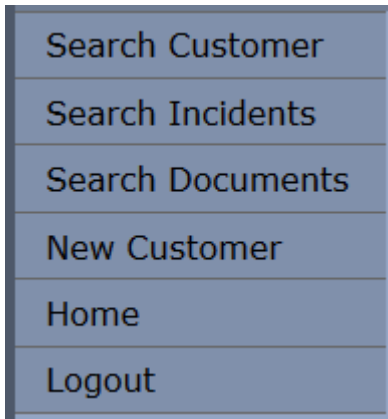 Search Customer
Search Incidents
Search Documents
New Customer
Home
Logout